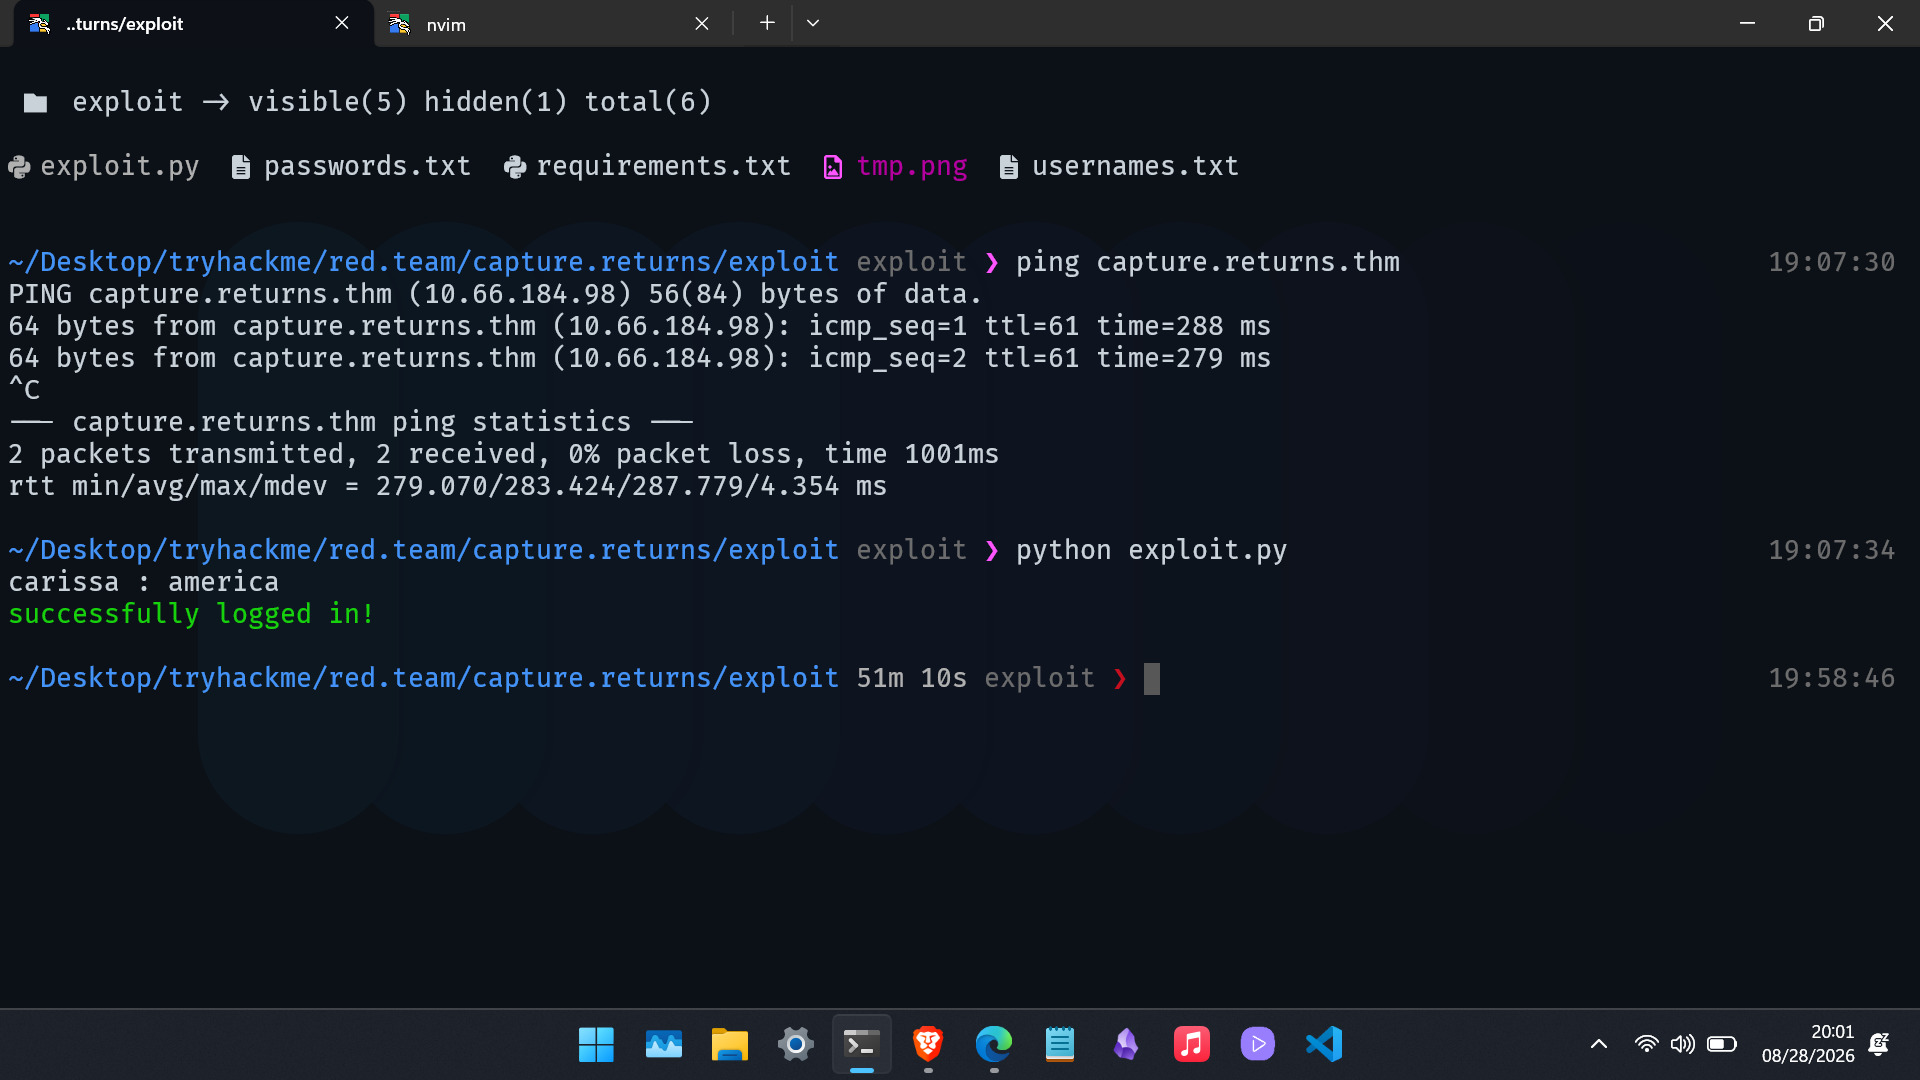 ..turns/exploit
nvim
exploit → visible(5) hidden(1) total(6)
exploit.py passwords.txt requirements.txt tmp.png usernames.txt
~/Desktop/tryhackme/red.team/capture.returns/exploit exploit ❯ ping capture.returns.thm 19:07:30
PING capture.returns.thm (10.66.184.98) 56(84) bytes of data.
64 bytes from capture.returns.thm (10.66.184.98): icmp_seq=1 ttl=61 time=288 ms
64 bytes from capture.returns.thm (10.66.184.98): icmp_seq=2 ttl=61 time=279 ms
^C
--- capture.returns.thm ping statistics ---
2 packets transmitted, 2 received, 0% packet loss, time 1001ms
rtt min/avg/max/mdev = 279.070/283.424/287.779/4.354 ms
~/Desktop/tryhackme/red.team/capture.returns/exploit exploit ❯ python exploit.py 19:07:34
carissa : america
successfully logged in!
~/Desktop/tryhackme/red.team/capture.returns/exploit 51m 10s exploit ❯ 19:58:46
20:01
08/28/2026